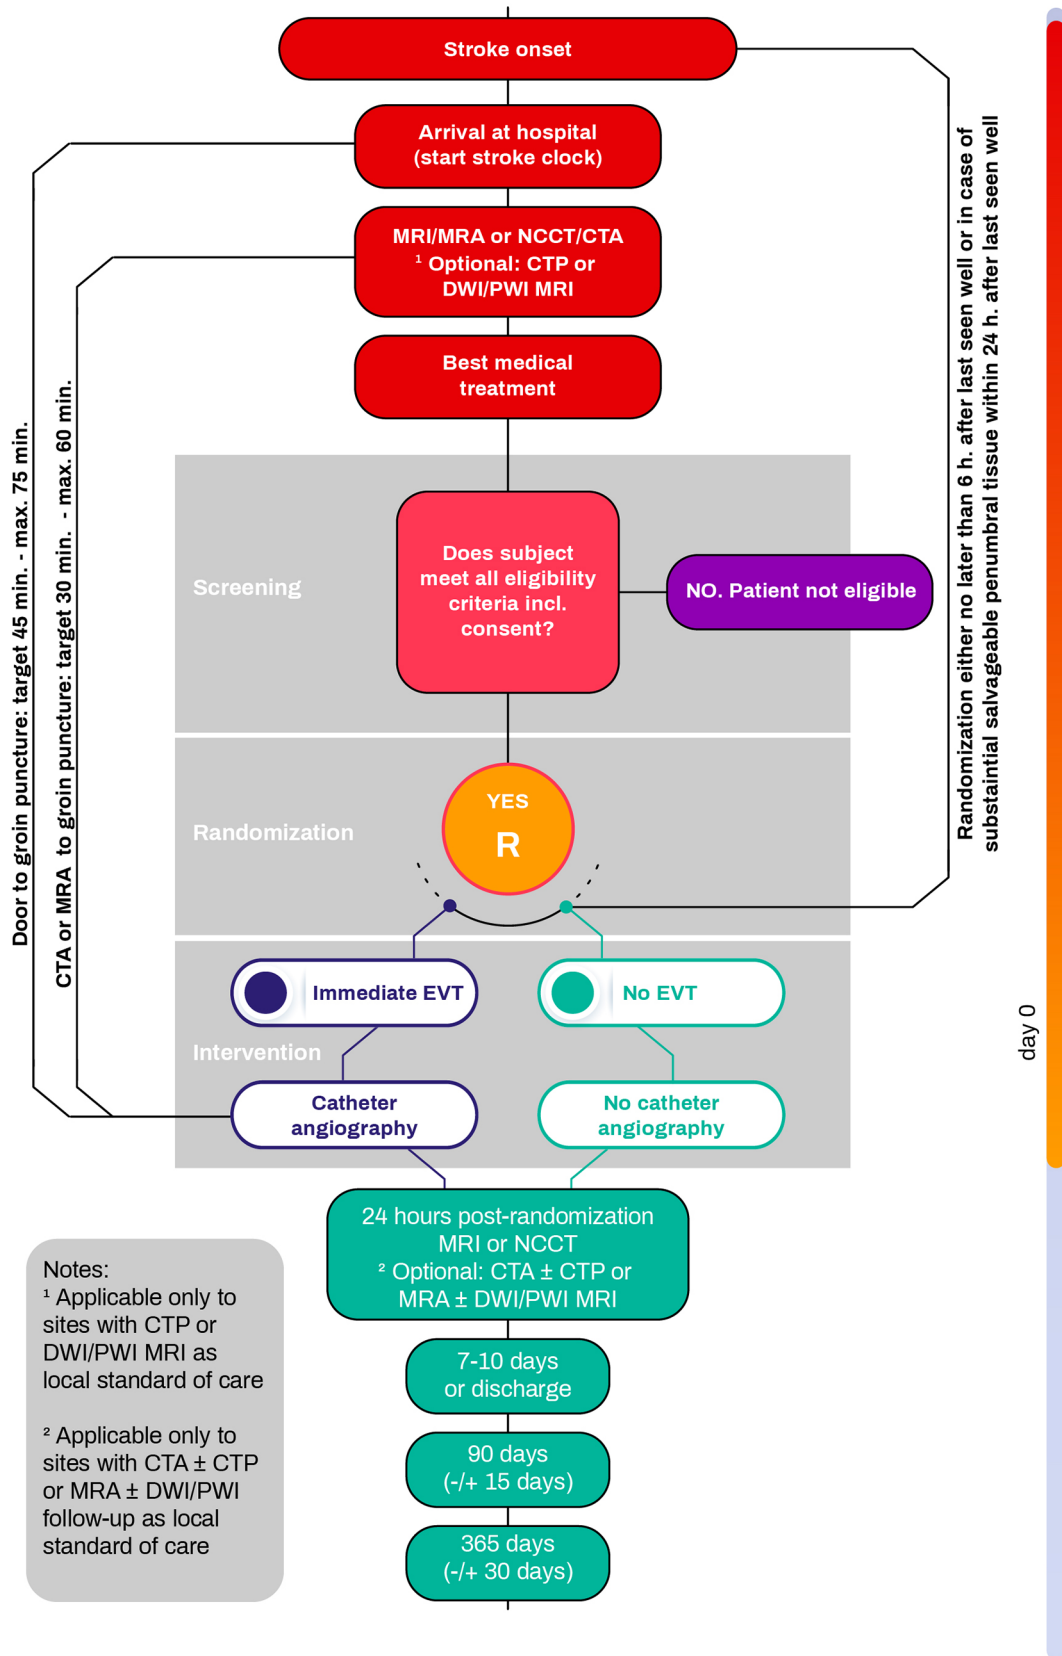 Stroke onset
Arrival at hospital
(start stroke clock)
MRI/MRA or NCCT/CTA
¹ Optional: CTP or
DWI/PWI MRI
Best medical
treatment
Screening
Does subject
meet all eligibility
criteria incl.
consent?
NO. Patient not eligible
Randomization
YES
R
Intervention
Immediate EVT
No EVT
Catheter
angiography
No catheter
angiography
24 hours post-randomization
MRI or NCCT
² Optional: CTA ± CTP or
MRA ± DWI/PWI MRI
7-10 days
or discharge
90 days
(-/+ 15 days)
365 days
(-/+ 30 days)
Door to groin puncture: target 45 min. - max. 75 min.
CTA or MRA to groin puncture: target 30 min. - max. 60 min.
Randomization either no later than 6 h. after last seen well or in case of
substaintial salvageable penumbral tissue within 24 h. after last seen well
day 0
Notes:
¹ Applicable only to
sites with CTP or
DWI/PWI MRI as
local standard of care
² Applicable only to
sites with CTA ± CTP
or MRA ± DWI/PWI
follow-up as local
standard of care